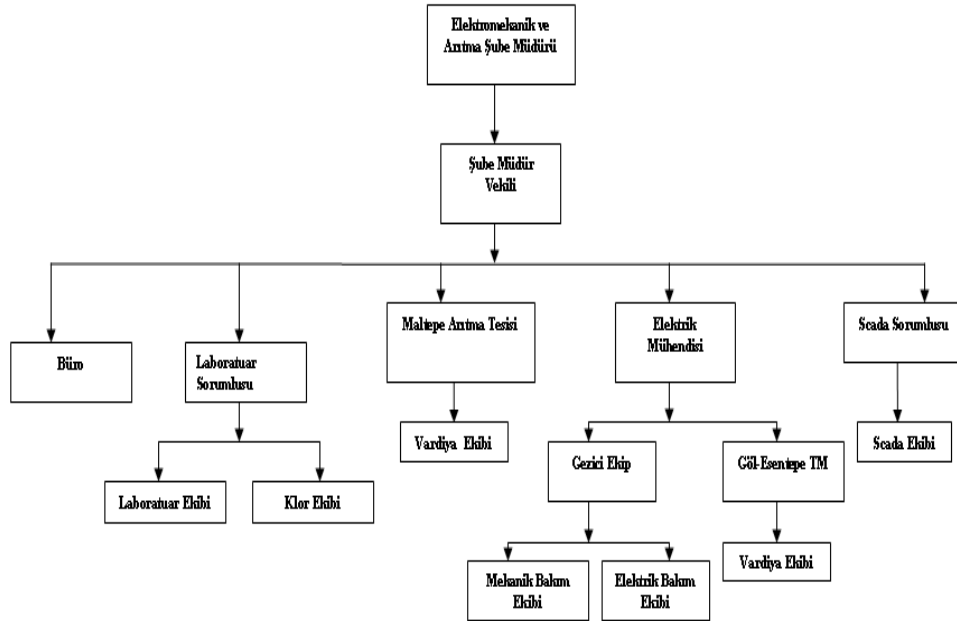 Elektromekanik ve
Arıtma Şube Müdürü
Şube Müdür
Vekili
Büro
Laboratuar
Sorumlusu
Maltepe Arıtma Tesisi
Elektrik
Mühendisi
Scada Sorumlusu
Vardiya Ekibi
Scada Ekibi
Gezici Ekip
Göl-Esentepe TM
Laboratuar Ekibi
Klor Ekibi
Mekanik Bakım
Ekibi
Elektrik Bakım
Ekibi
Vardiya Ekibi